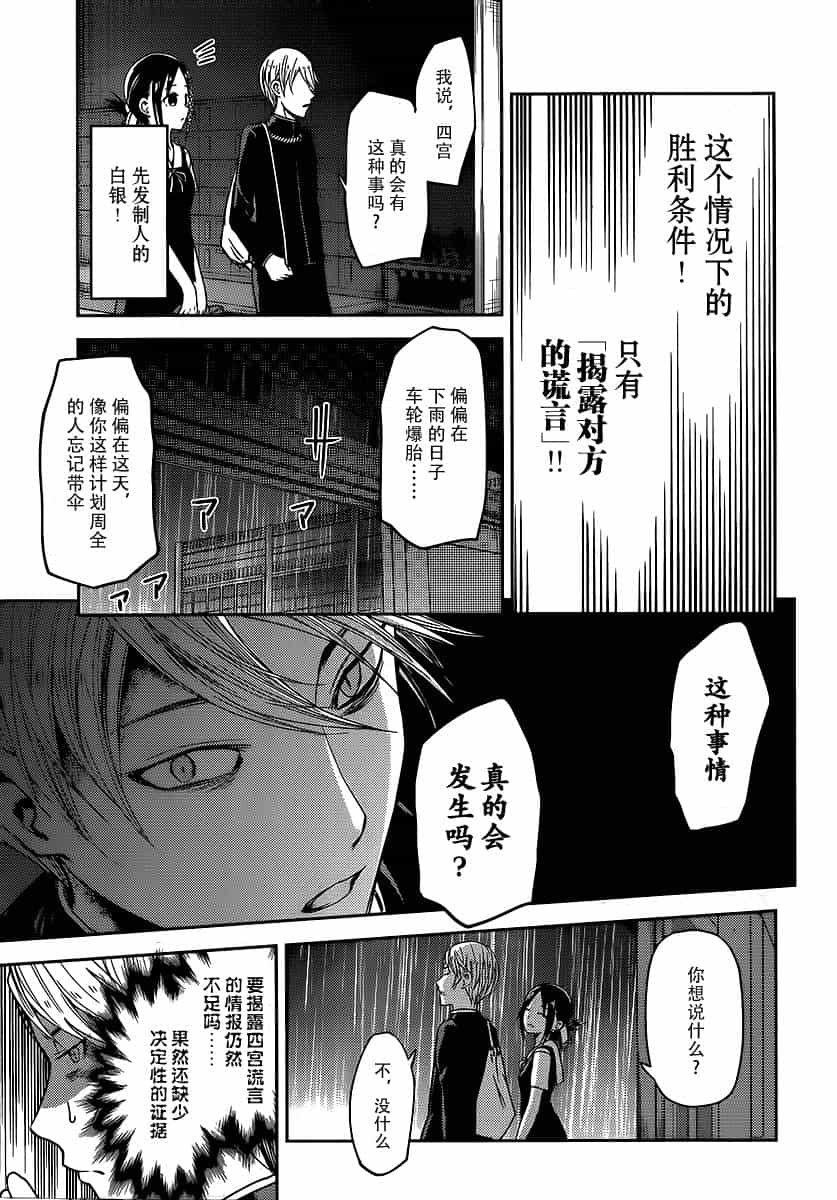 这个情况下的
胜利条件！
只有
「揭露对方
的谎言」!!
我说，四宫
真的会有
这种事吗？
先发制人的
白银！
偏偏在
下雨的日子
车轮爆胎……
ザァァ
偏偏在这天，
像你这样计划周全
的人忘记带伞
这种事情
真的会
发生吗？
你想说什么？
不，没什么
要揭露四宫谎言
的情报仍然
不足吗……
果然还缺少
决定性的证据